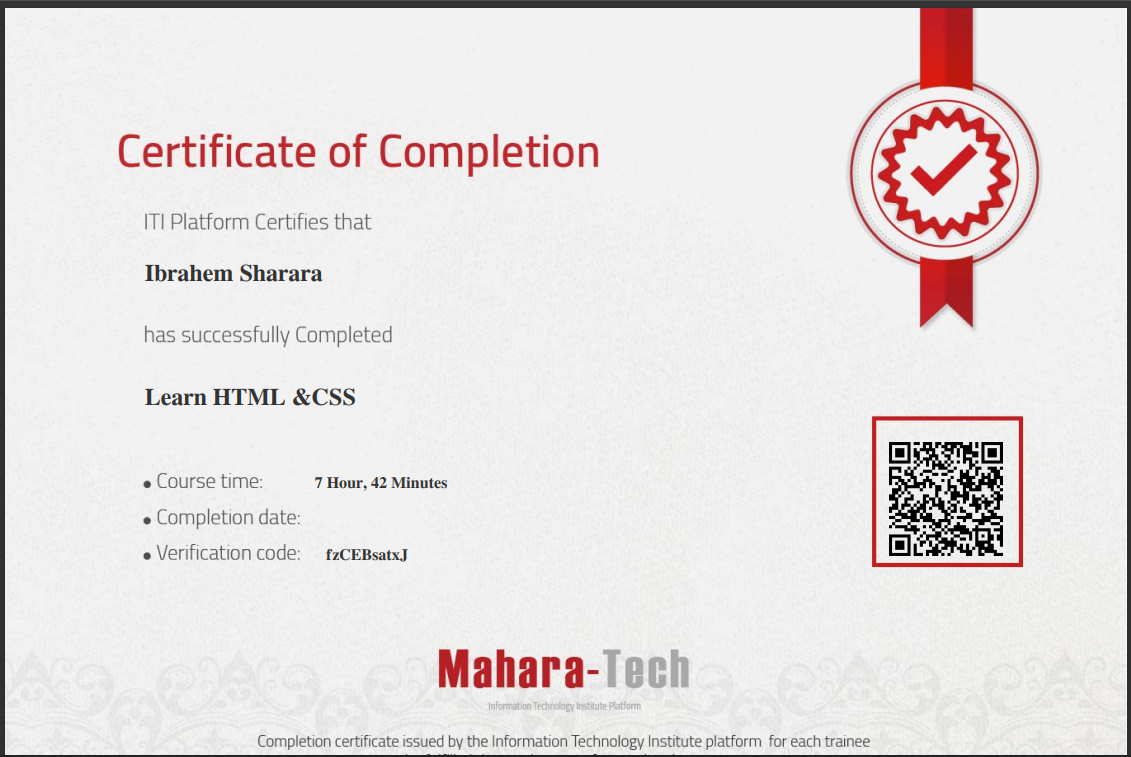 Certificate of Completion
ITI Platform Certifies that
Ibrahem Sharara
has successfully Completed
Learn HTML &CSS
Course time: 7 Hour, 42 Minutes
Completion date:
Verification code: fzCEBsatxJ
Mahara-Tech
Information Technology Institute Platform
Completion certificate issued by the Information Technology Institute platform for each trainee